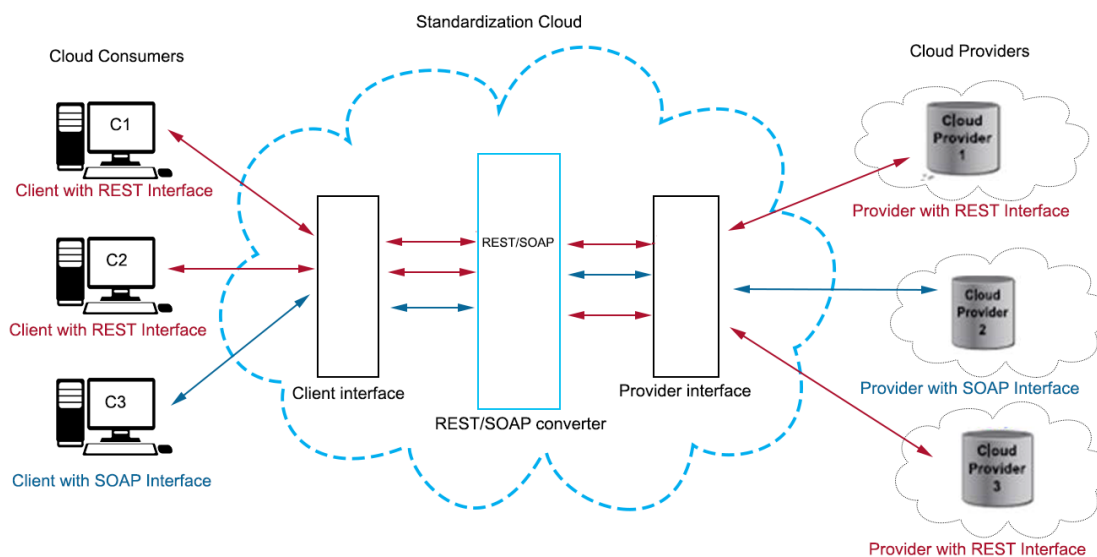 Standardization Cloud
Cloud Consumers
Cloud Providers
C1
Client with REST Interface
C2
Client with REST Interface
C3
Client with SOAP Interface
Client interface
REST/SOAP
REST/SOAP converter
Provider interface
Cloud
Provider
1
Provider with REST Interface
Cloud
Provider
2
Provider with SOAP Interface
Cloud
Provider
3
Provider with REST Interface